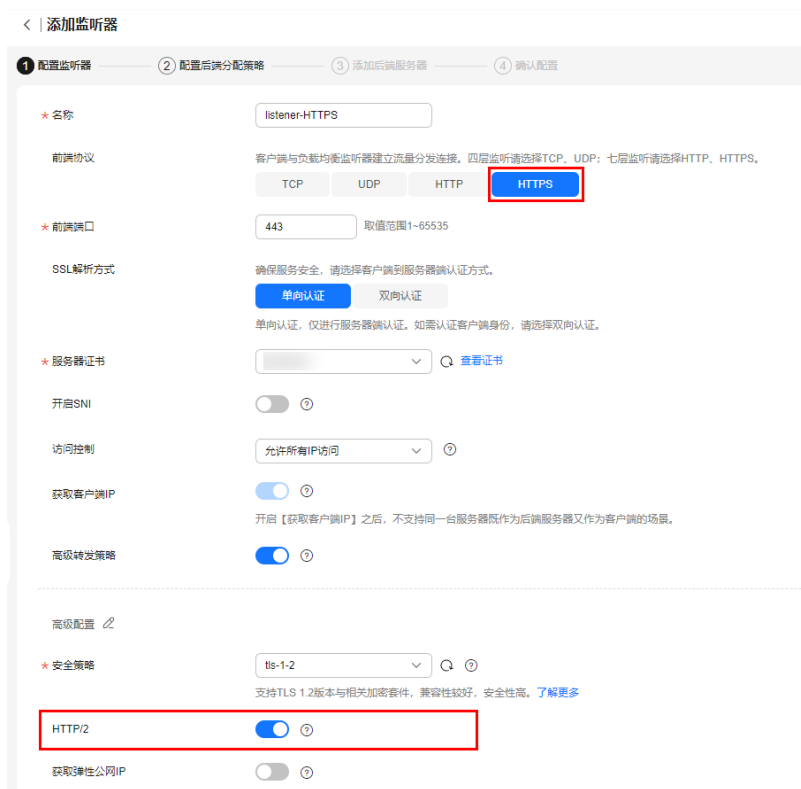 添加监听器
1 配置监听器 2 配置后端分配策略 3 添加后端服务器 4 确认配置
* 名称 listener-HTTPS
前端协议 客户端与负载均衡监听器建立流量分发连接。四层监听请选择TCP、UDP；七层监听请选择HTTP、HTTPS。
TCP UDP HTTP HTTPS
* 前端端口 443 取值范围1~65535
SSL解析方式 确保服务安全，请选择客户端到服务器端认证方式。
单向认证 双向认证
单向认证，仅进行服务器端认证。如需认证客户端身份，请选择双向认证。
* 服务器证书 查看证书
开启SNI
访问控制 允许所有IP访问
获取客户端IP
开启【获取客户端IP】之后，不支持同一台服务器既作为后端服务器又作为客户端的场景。
高级转发策略
高级配置
* 安全策略 tls-1-2
支持TLS 1.2版本与相关加密套件，兼容性较好，安全性高。了解更多
HTTP/2
获取弹性公网IP